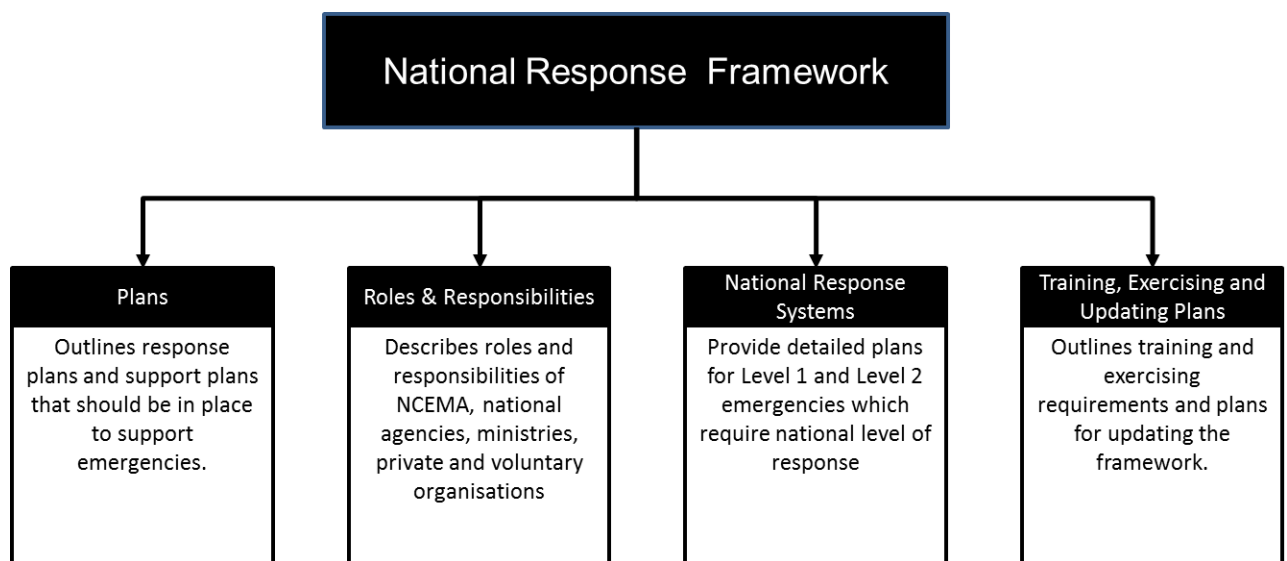 National Response Framework
Plans
Outlines response
plans and support plans
that should be in place
to support
emergencies.
Roles & Responsibilities
Describes roles and
responsibilities of
NCEMA, national
agencies, ministries,
private and voluntary
organisations
National Response
Systems
Provide detailed plans
for Level 1 and Level 2
emergencies which
require national level of
response
Training, Exercising and
Updating Plans
Outlines training and
exercising
requirements and plans
for updating the
framework.